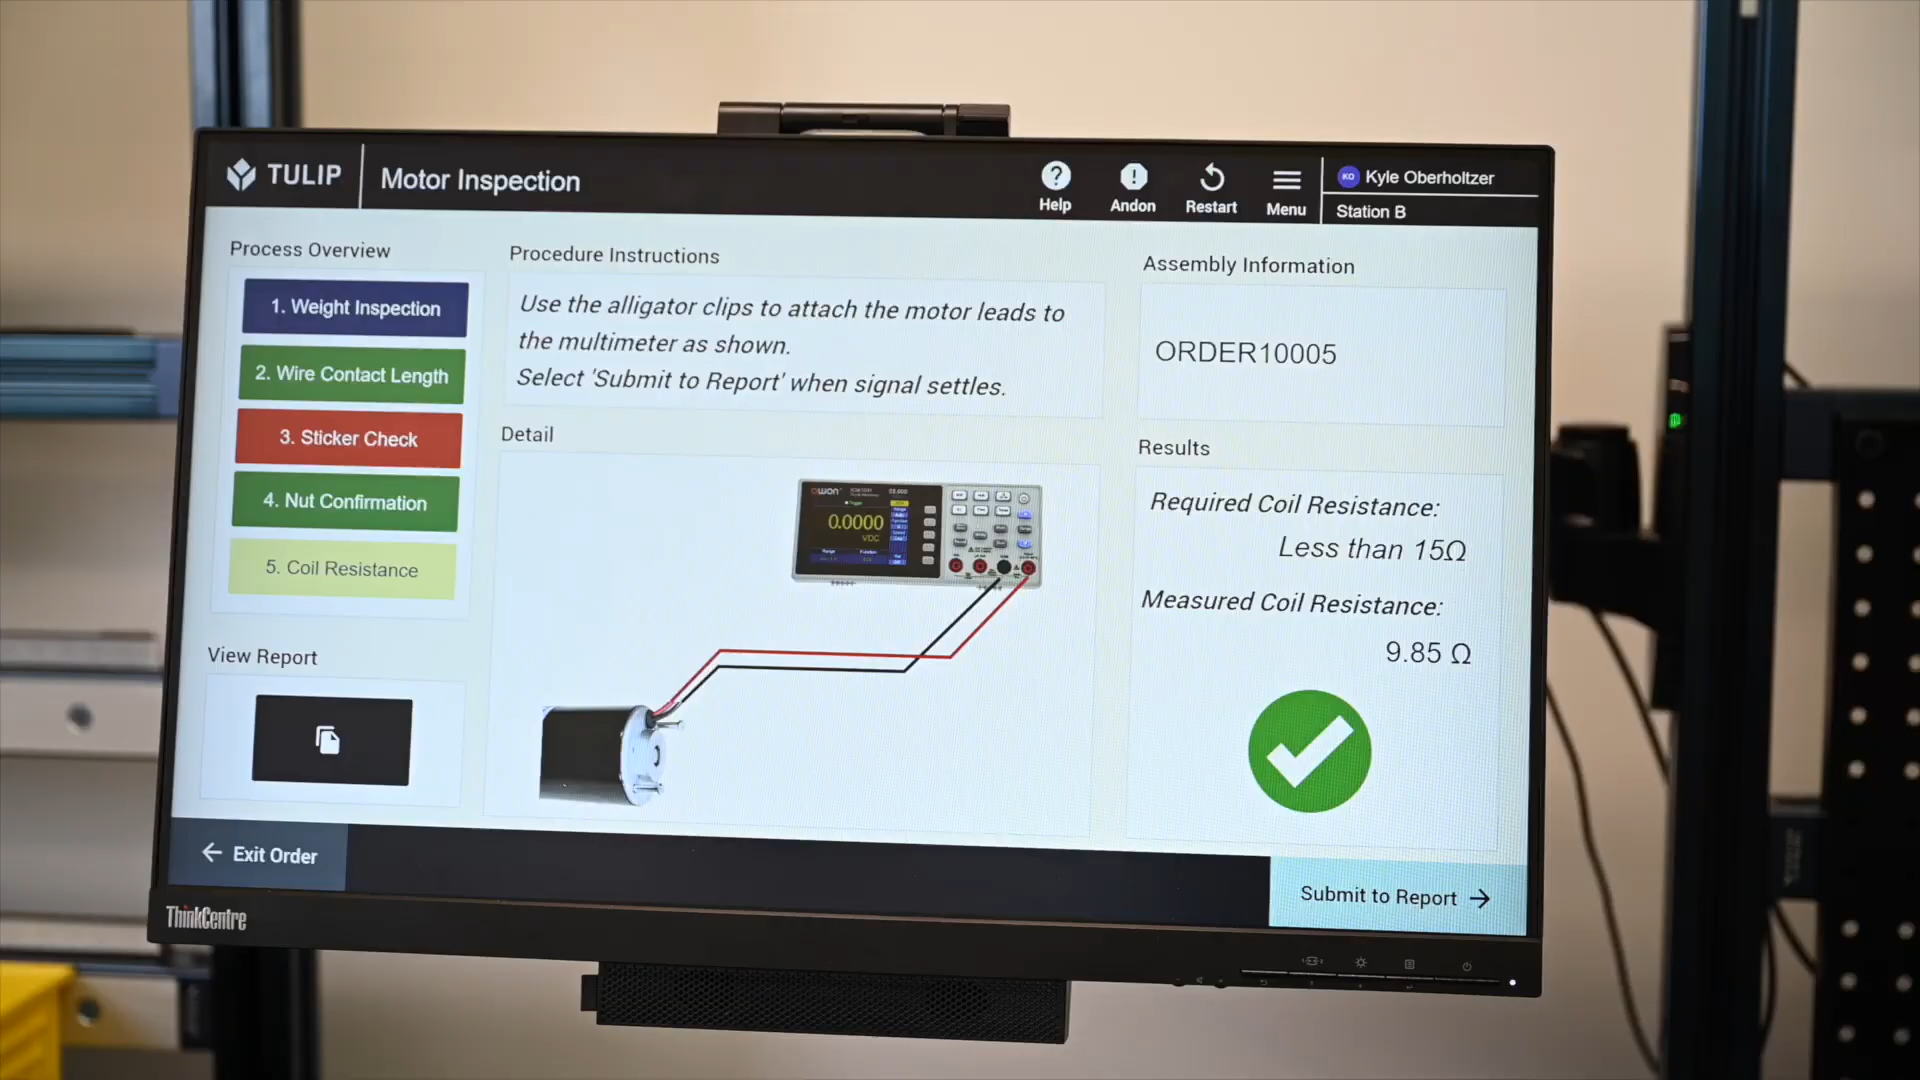 TULIP
Motor Inspection
Help
Andon
Restart
Menu
KO
Kyle Oberholtzer
Station B
Process Overview
1. Weight Inspection
2. Wire Contact Length
3. Sticker Check
4. Nut Confirmation
5. Coil Resistance
View Report
Procedure Instructions
Use the alligator clips to attach the motor leads to
the multimeter as shown.
Select 'Submit to Report' when signal settles.
Detail
OWON
0.0000
VDC
Assembly Information
ORDER10005
Results
Required Coil Resistance:
Less than 15Ω
Measured Coil Resistance:
9.85 Ω
Exit Order
Submit to Report
ThinkCentre